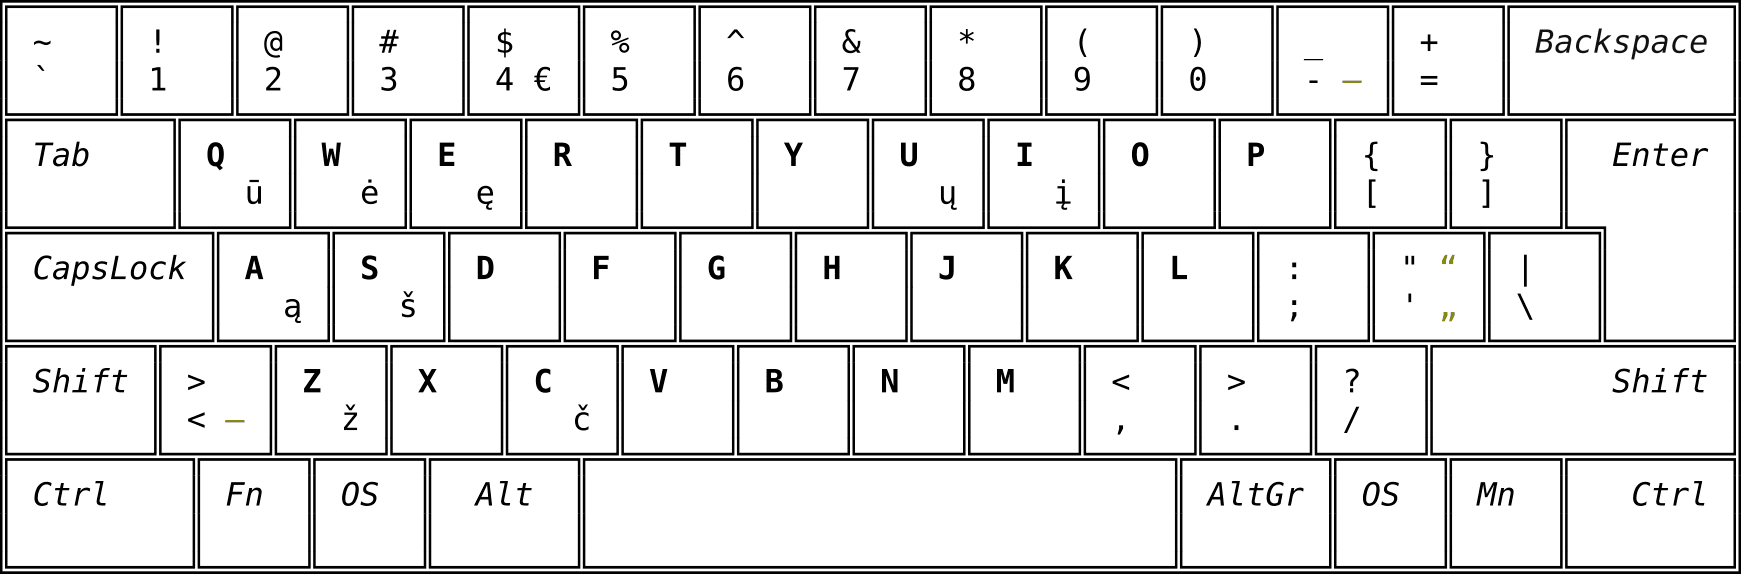 ~ ! @ # $ % ^ & * ( ) _ + Backspace
` 1 2 3 4 € 5 6 7 8 9 0 - – =
Tab Q W E R T Y U I O P { } Enter
ū ė ę ų į [ ]
CapsLock A S D F G H J K L : " “ |
ą š ; ' „ \
Shift > Z X C V B N M < > ? Shift
< – ž č , . /
Ctrl Fn OS Alt AltGr OS Mn Ctrl